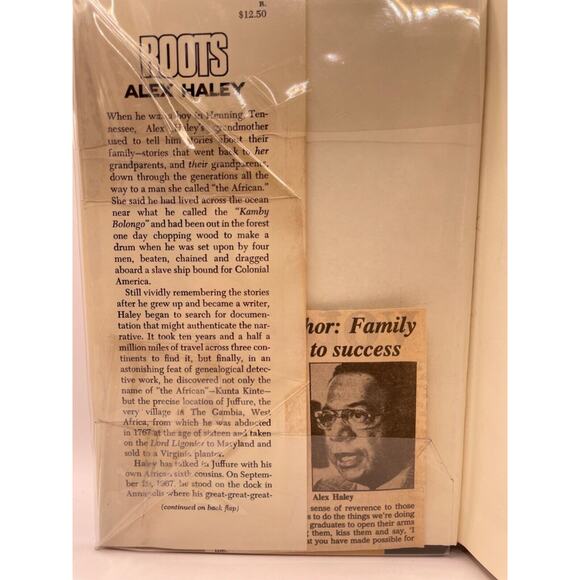 R.
$12.50
ROOTS
ALEX HALEY
When he was a boy in Henning, Ten-
nessee, Alex Haley's grandmother
used to tell him stories about their
family—stories that went back to her
grandparents, and their grandparents,
down through the generations all the
way to a man she called "the African."
She said he had lived across the ocean
near what he called the "Kamby
Bolongo" and had been out in the forest
one day chopping wood to make a
drum when he was set upon by four
men, beaten, chained and dragged
aboard a slave ship bound for Colonial
America.
Still vividly remembering the stories
after he grew up and became a writer,
Haley began to search for documen-
tation that might authenticate the nar-
rative. It took ten years and a half a
million miles of travel across three con-
tinents to find it, but finally, in an
astonishing feat of genealogical detec-
tive work, he discovered not only the
name of "the African"—Kunta Kinte—
but the precise location of Juffure, the
very village in The Gambia, West
Africa, from which he was abducted
in 1767 at the age of sixteen and taken
on the Lord Ligonier to Maryland and
sold to a Virginia planter.
Haley has talked in Juffure with his
own African sixth cousins. On Septem-
ber 29, 1967, he stood on the dock in
Annapolis where his great-great-great-
(continued on back flap)
hor: Family
to success
Alex Haley
sense of reverence to those
s to do the things we're doing
graduates to open their arms
them, kiss them and say, 'I
at you have made possible for